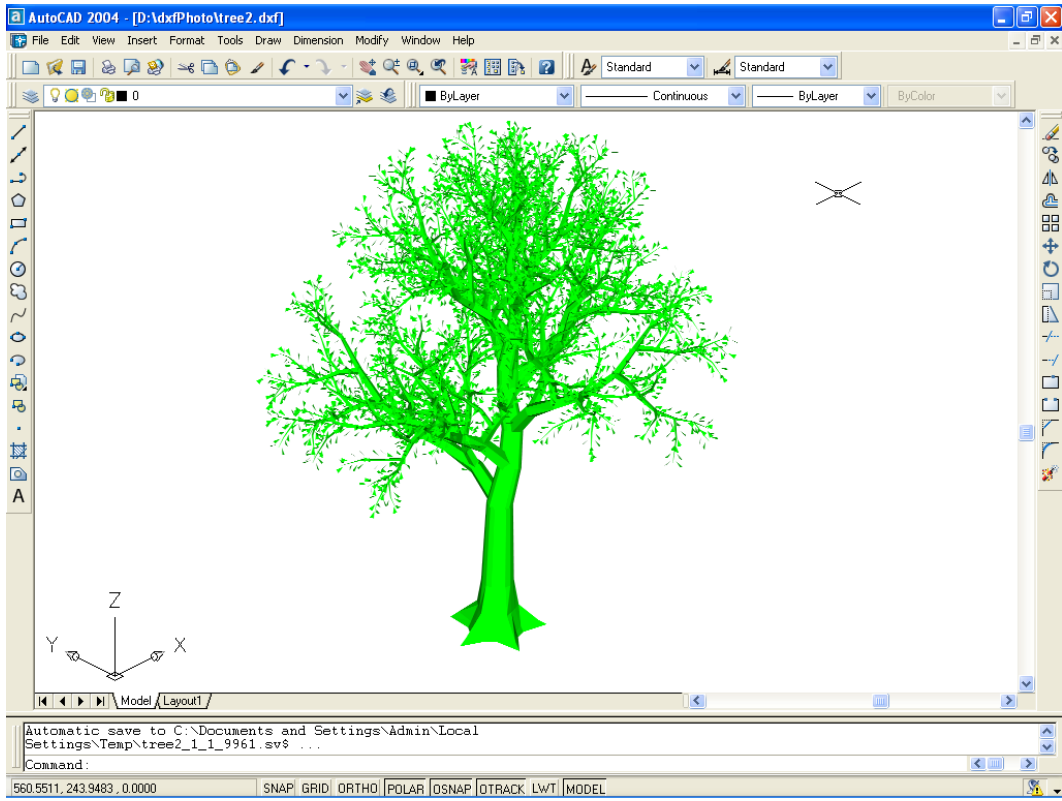 AutoCAD 2004 - [D:\dxfPhoto\tree2.dxf]
File Edit View Insert Format Tools Draw Dimension Modify Window Help
Standard Standard
0 ByLayer Continuous ByLayer ByColor
A
Z
Y X
Model Layout1
Automatic save to C:\Documents and Settings\Admin\Local
Settings\Temp\tree2_1_1_9961.sv$ ...
Command:
560.5511, 243.9483 , 0.0000 SNAP GRID ORTHO POLAR OSNAP OTRACK LWT MODEL